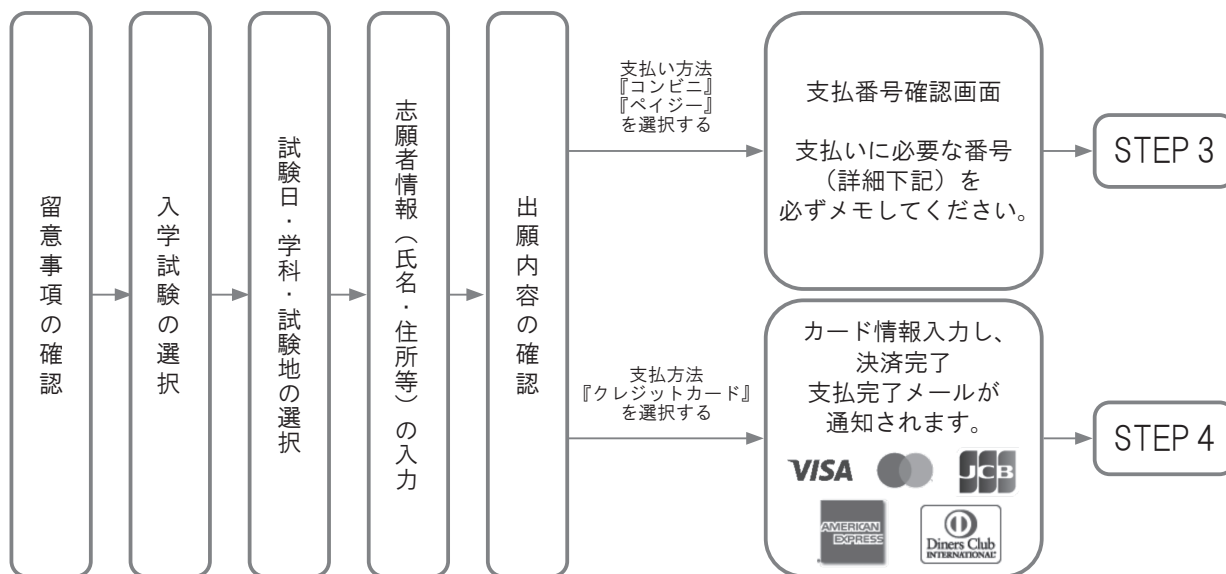 留意事項の確認
入学試験の選択
試験日・学科・試験地の選択
志願者情報（氏名・住所等）の入力
出願内容の確認
支払い方法
『コンビニ』
『ペイジー』
を選択する
支払番号確認画面
支払いに必要な番号
（詳細下記）を
必ずメモしてください。
STEP 3
支払方法
『クレジットカード』
を選択する
カード情報入力し、
決済完了
支払完了メールが
通知されます。
VISA
JCB
AMERICAN
EXPRESS
Diners Club
INTERNATIONAL
STEP 4